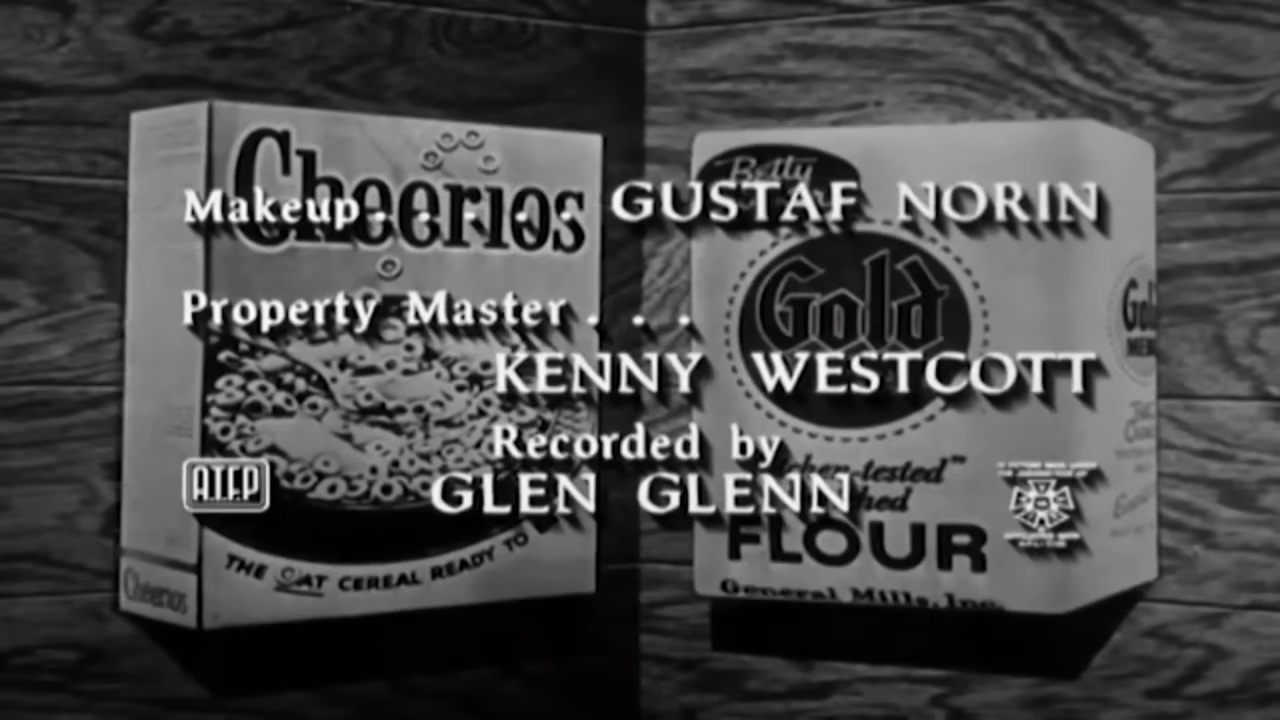 Cheerios
Betty
Makeup . . . . . . GUSTAF NORIN
Gold
Property Master . . .
KENNY WESTCOTT
Recorded by
GLEN GLENN
A.T.F.P
tested"
FLOUR
THE OAT CEREAL READY TO
General Mills, Inc.
Cheerios